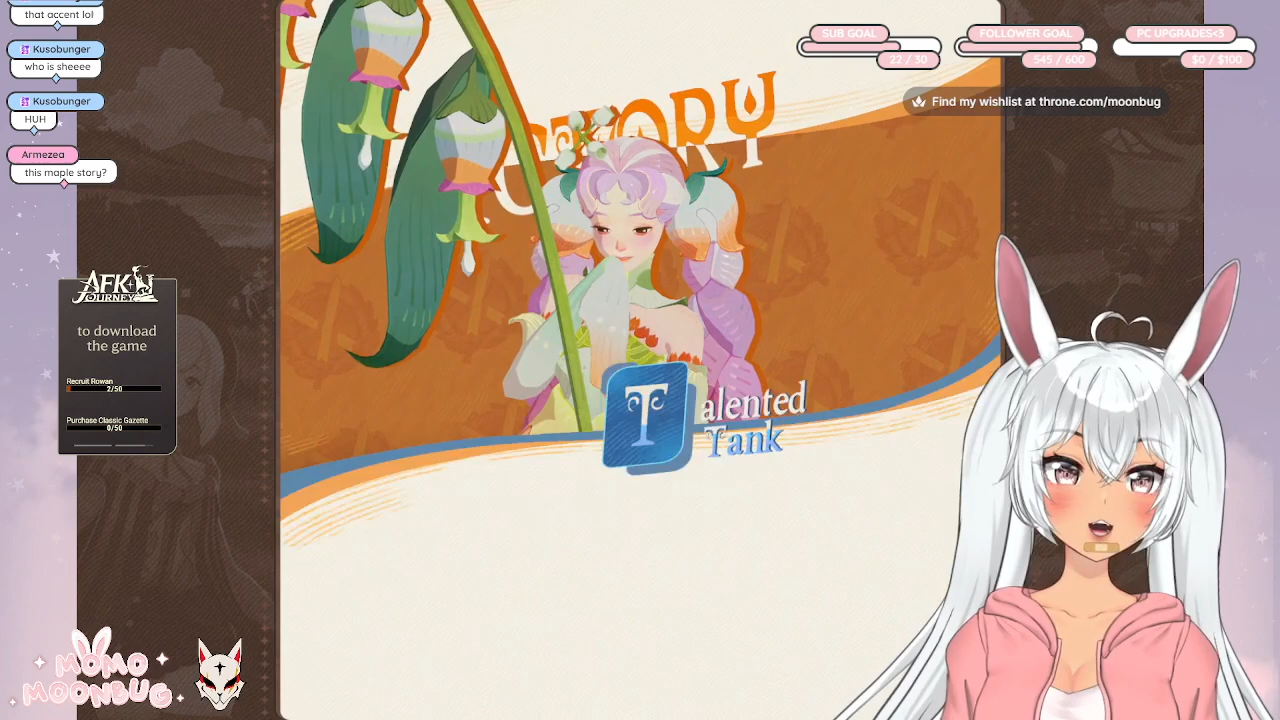 that accent lol
Kusobunger
who is sheeee
Kusobunger
HUH
Armezea
this maple story?
AFK
JOURNEY
to download
the game
Recruit Rowan
2/50
Purchase Classic Gazette
0/50
MOMO
MOONBUG
Talented
Tank
SUB GOAL
22 / 30
FOLLOWER GOAL
545 / 600
PC UPGRADES<3
$0 / $100
Find my wishlist at throne.com/moonbug